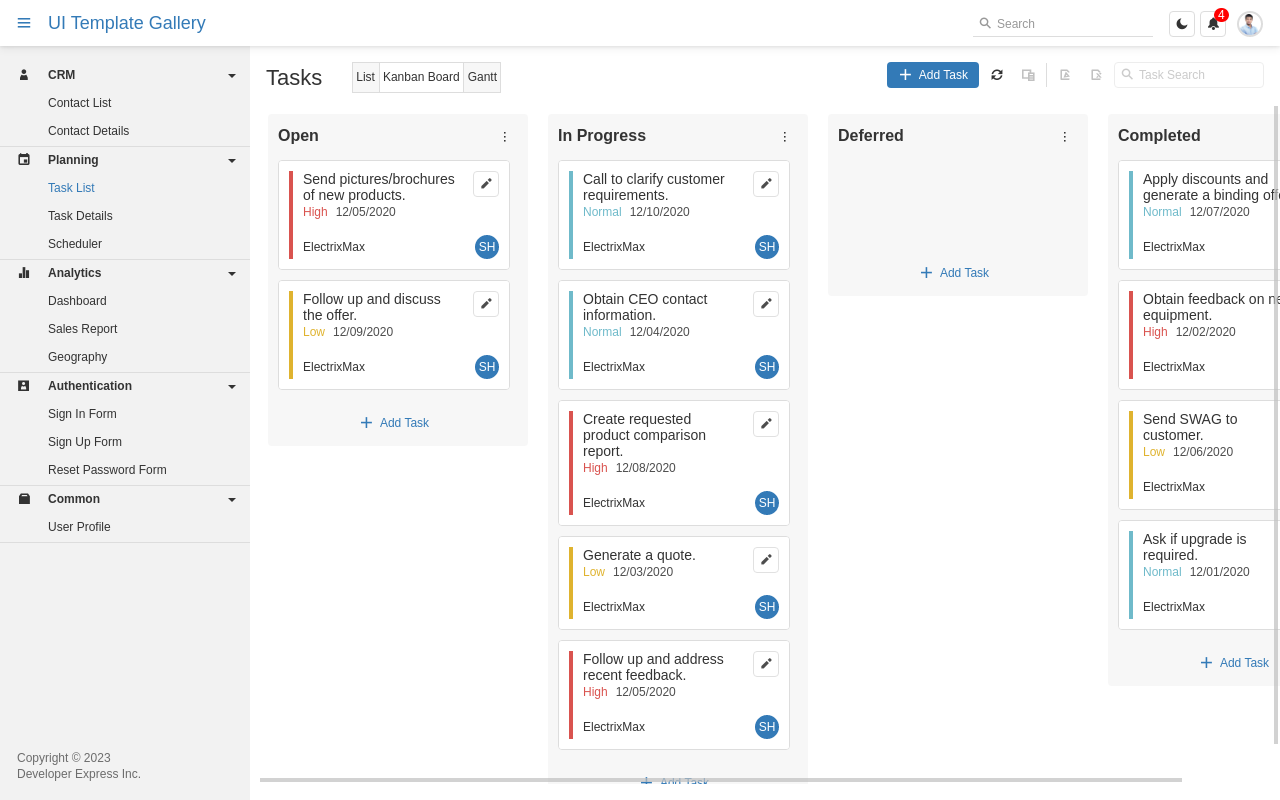 UI Template Gallery
Search
4
CRM
Contact List
Contact Details
Planning
Task List
Task Details
Scheduler
Analytics
Dashboard
Sales Report
Geography
Authentication
Sign In Form
Sign Up Form
Reset Password Form
Common
User Profile
Copyright © 2023
Developer Express Inc.
Tasks
List
Kanban Board
Gantt
Add Task
Task Search
Open
Send pictures/brochures
of new products.
High 12/05/2020
ElectrixMax
SH
Follow up and discuss
the offer.
Low 12/09/2020
ElectrixMax
SH
Add Task
In Progress
Call to clarify customer
requirements.
Normal 12/10/2020
ElectrixMax
SH
Obtain CEO contact
information.
Normal 12/04/2020
ElectrixMax
SH
Create requested
product comparison
report.
High 12/08/2020
ElectrixMax
SH
Generate a quote.
Low 12/03/2020
ElectrixMax
SH
Follow up and address
recent feedback.
High 12/05/2020
ElectrixMax
SH
Add Task
Deferred
Add Task
Completed
Apply discounts and
generate a binding
Normal 12/07/2020
ElectrixMax
Obtain feedback on
equipment.
High 12/02/2020
ElectrixMax
Send SWAG to
customer.
Low 12/06/2020
ElectrixMax
Ask if upgrade is
required.
Normal 12/01/2020
ElectrixMax
Add Task